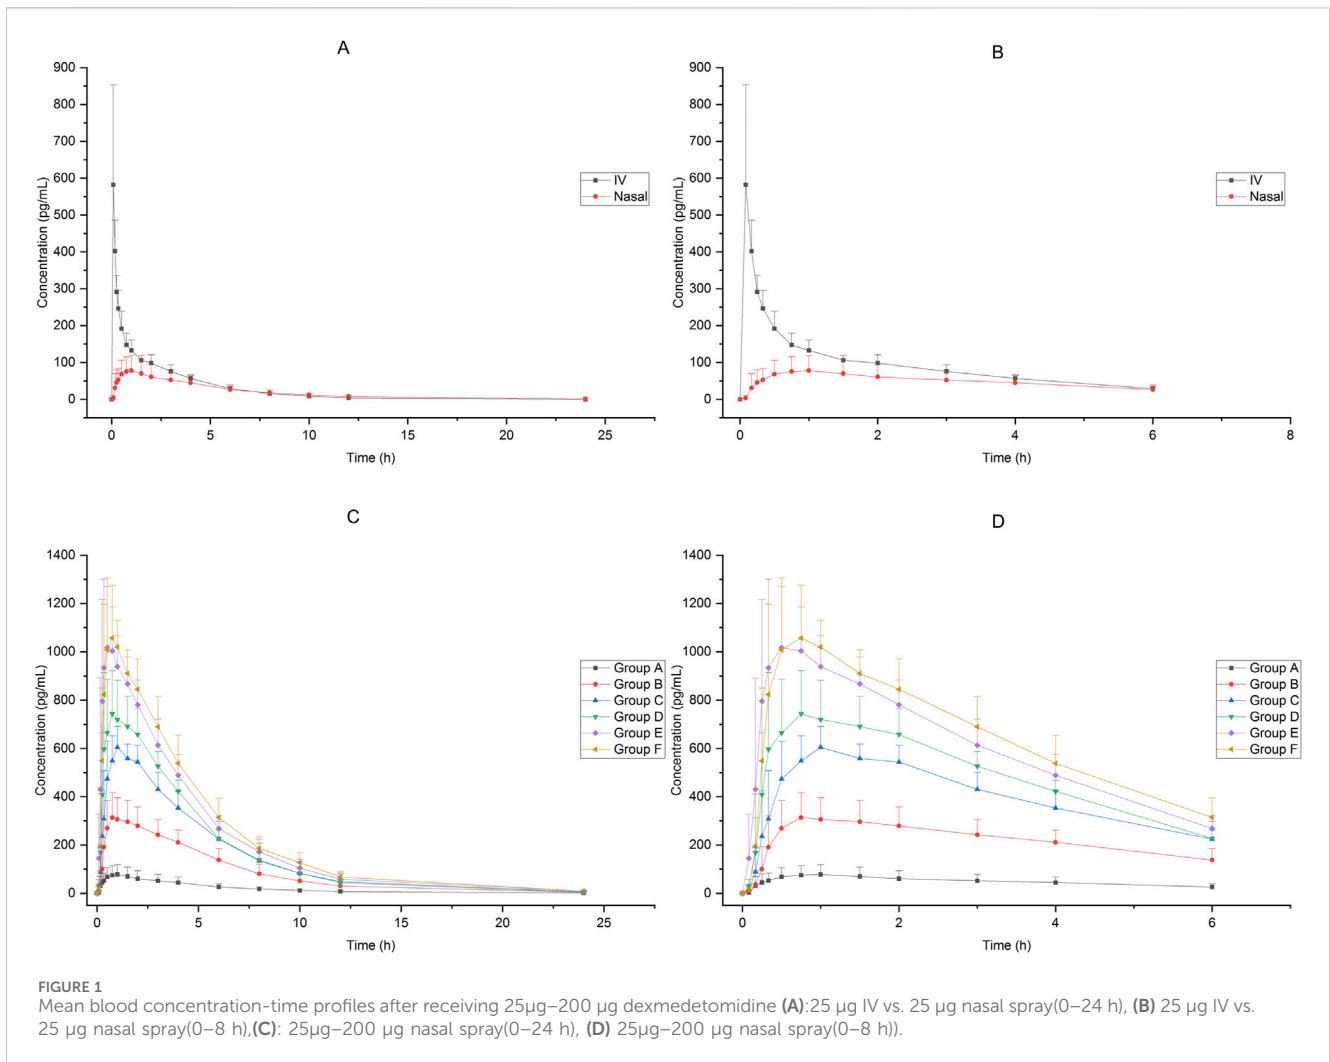 A
900
800
700
600
500
400
300
200
100
0
Concentration (pg/mL)
IV
Nasal
0 5 10 15 20 25
Time (h)
B
900
800
700
600
500
400
300
200
100
0
Concentration (pg/mL)
IV
Nasal
0 2 4 6 8
Time (h)
C
1400
1200
1000
800
600
400
200
0
Concentration (pg/mL)
Group A
Group B
Group C
Group D
Group E
Group F
0 5 10 15 20 25
Time (h)
D
1400
1200
1000
800
600
400
200
0
Concentration (pg/mL)
Group A
Group B
Group C
Group D
Group E
Group F
0 2 4 6
Time (h)
FIGURE 1
Mean blood concentration-time profiles after receiving 25μg–200 μg dexmedetomidine (A):25 μg IV vs. 25 μg nasal spray(0–24 h), (B) 25 μg IV vs.
25 μg nasal spray(0–8 h),(C): 25μg–200 μg nasal spray(0–24 h), (D) 25μg–200 μg nasal spray(0–8 h)).